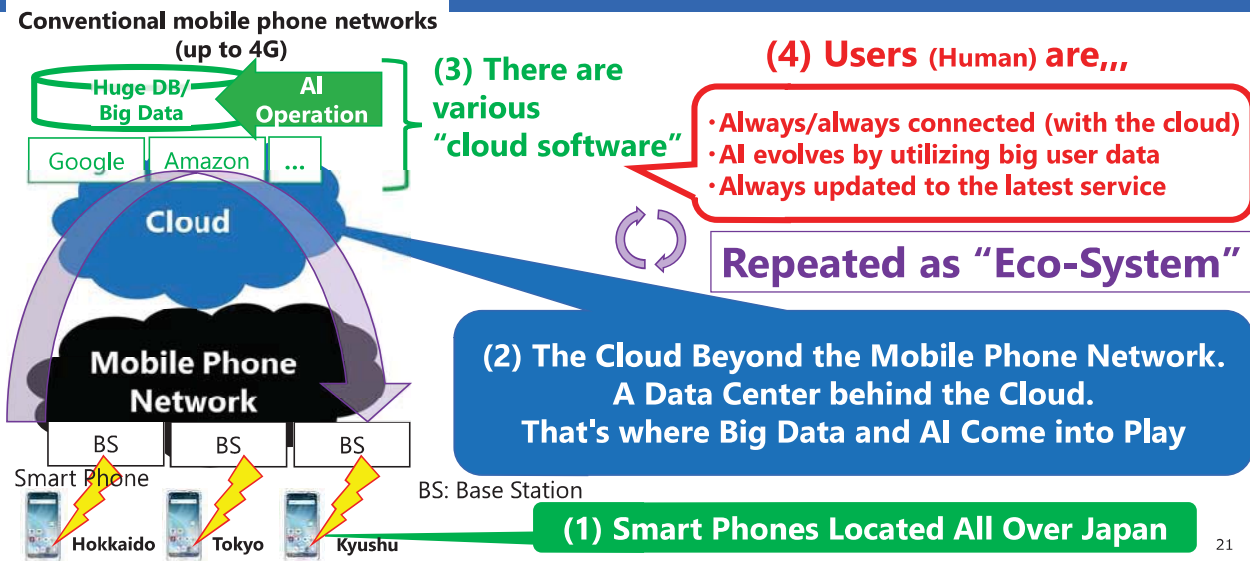 Conventional mobile phone networks
(up to 4G)
Huge DB/
Big Data
AI
Operation
Google
Amazon
...
Cloud
Mobile Phone
Network
BS
BS
BS
Smart Phone
Hokkaido
Tokyo
Kyushu
BS: Base Station
(1) Smart Phones Located All Over Japan
(2) The Cloud Beyond the Mobile Phone Network.
A Data Center behind the Cloud.
That's where Big Data and AI Come into Play
(3) There are
various
“cloud software”
(4) Users (Human) are,,,
・Always/always connected (with the cloud)
・AI evolves by utilizing big user data
・Always updated to the latest service
Repeated as “Eco-System”
21